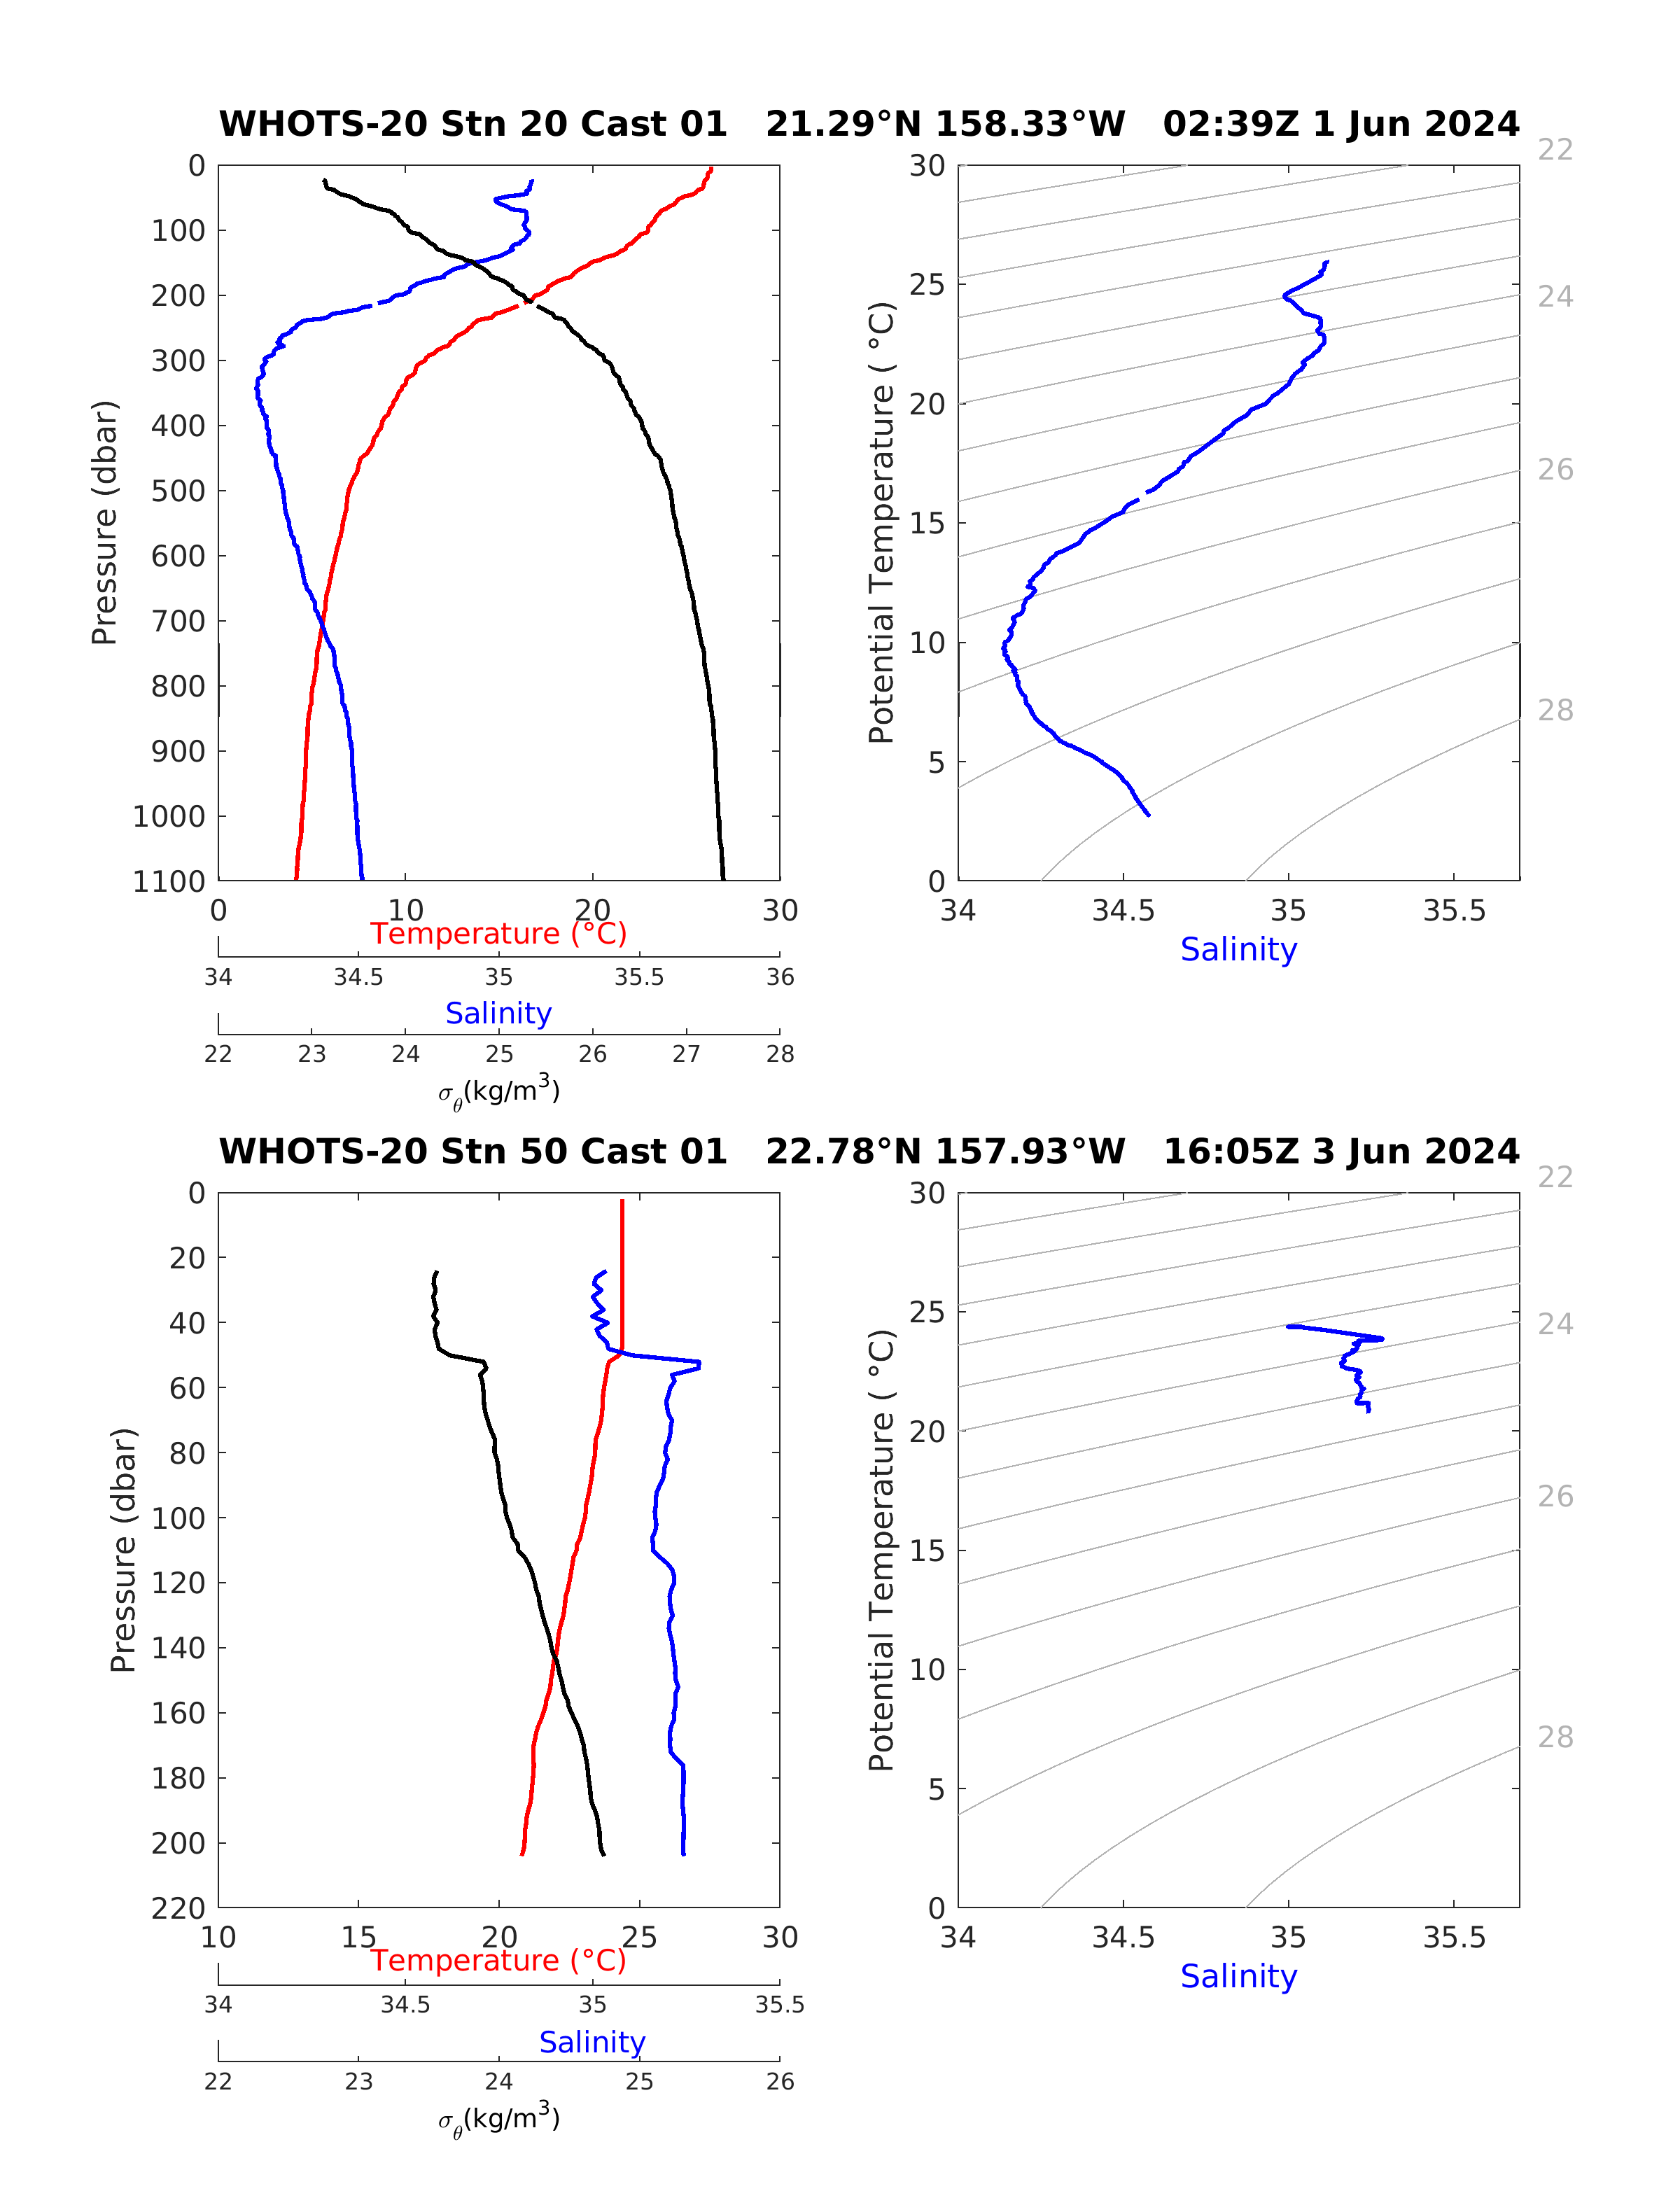 WHOTS-20 Stn 20 Cast 01 21.29°N 158.33°W 02:39Z 1 Jun 2024
0
100
200
300
400
500
600
700
800
900
1000
1100
Pressure (dbar)
0 10 20 30
Temperature (°C)
34 34.5 35 35.5 36
Salinity
22 23 24 25 26 27 28
σθ(kg/m³)
30
25
20
15
10
5
0
Potential Temperature ( °C)
34 34.5 35 35.5
Salinity
22
24
26
28
WHOTS-20 Stn 50 Cast 01 22.78°N 157.93°W 16:05Z 3 Jun 2024
0
20
40
60
80
100
120
140
160
180
200
220
Pressure (dbar)
10 15 20 25 30
Temperature (°C)
34 34.5 35 35.5
Salinity
22 23 24 25 26
σθ(kg/m³)
30
25
20
15
10
5
0
Potential Temperature ( °C)
34 34.5 35 35.5
Salinity
22
24
26
28